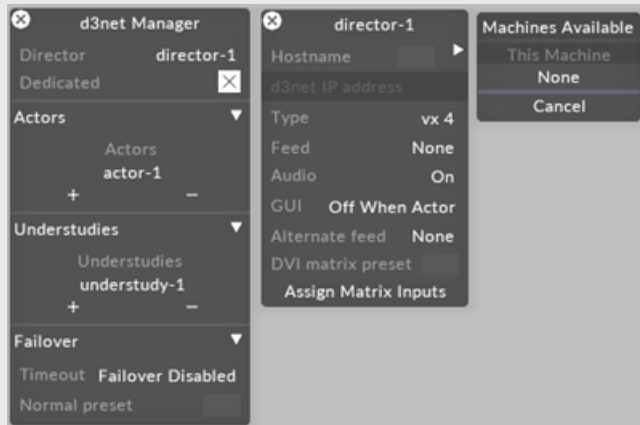 d3net Manager
Director director-1
Dedicated
Actors
Actors
actor-1
+ −
Understudies
Understudies
understudy-1
+ −
Failover
Timeout Failover Disabled
Normal preset
director-1
Hostname
d3net IP address
Type vx 4
Feed None
Audio On
GUI Off When Actor
Alternate feed None
DVI matrix preset
Assign Matrix Inputs
Machines Available
This Machine
None
Cancel